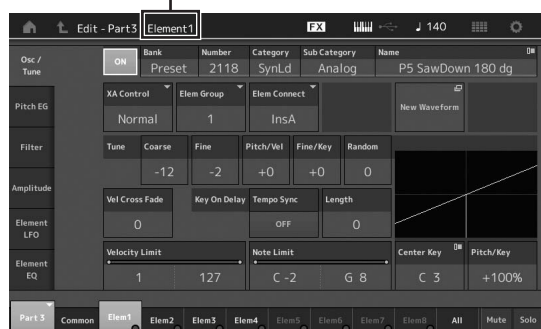 Edit - Part3 Element1 FX 140
Osc / Tune
ON
Bank Preset
Number 2118
Category SynLd
Sub Category Analog
Name P5 SawDown 180 dg
Pitch EG
XA Control Normal
Elem Group 1
Elem Connect InsA
New Waveform
Filter
Tune
Coarse -12
Fine -2
Pitch/Vel +0
Fine/Key +0
Random 0
Amplitude
Vel Cross Fade 0
Key On Delay
Tempo Sync OFF
Length 0
Element LFO
Element EQ
Velocity Limit 1 127
Note Limit C -2 G 8
Center Key C 3
Pitch/Key +100%
Part 3 Common Elem1 Elem2 Elem3 Elem4 Elem5 Elem6 Elem7 Elem8 All Mute Solo